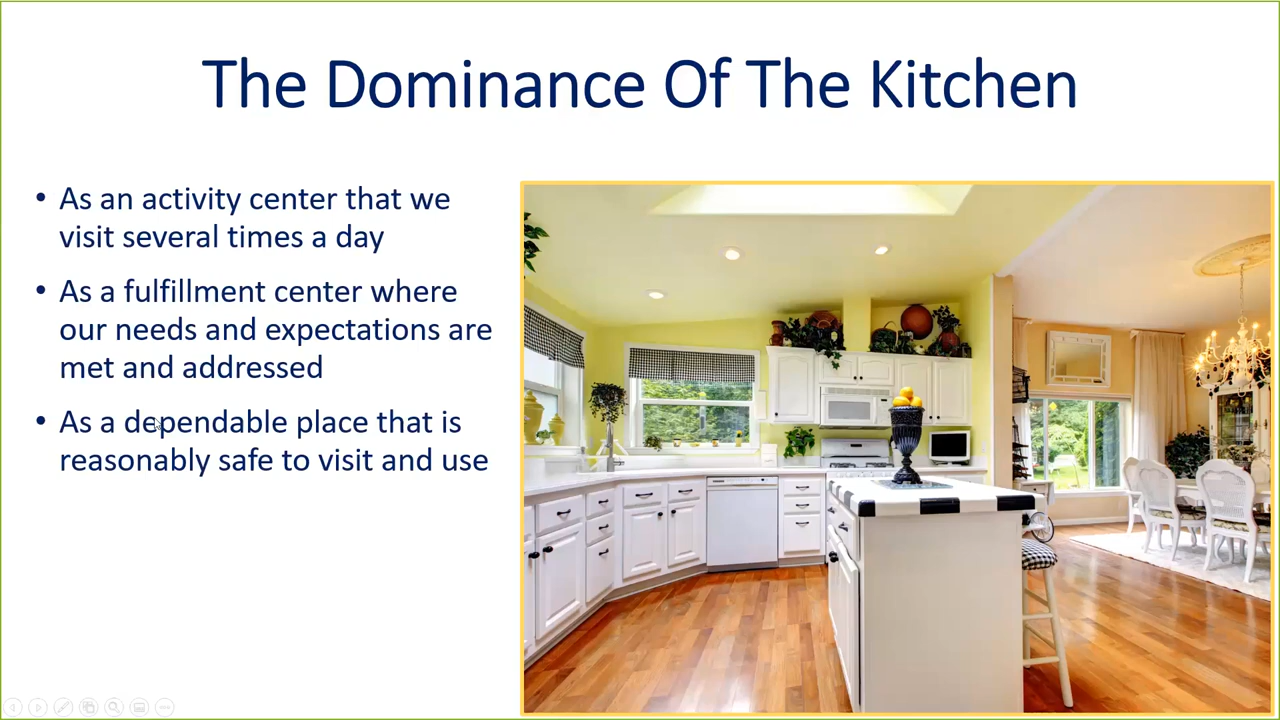 The Dominance Of The Kitchen
• As an activity center that we
visit several times a day
• As a fulfillment center where
our needs and expectations are
met and addressed
• As a dependable place that is
reasonably safe to visit and use